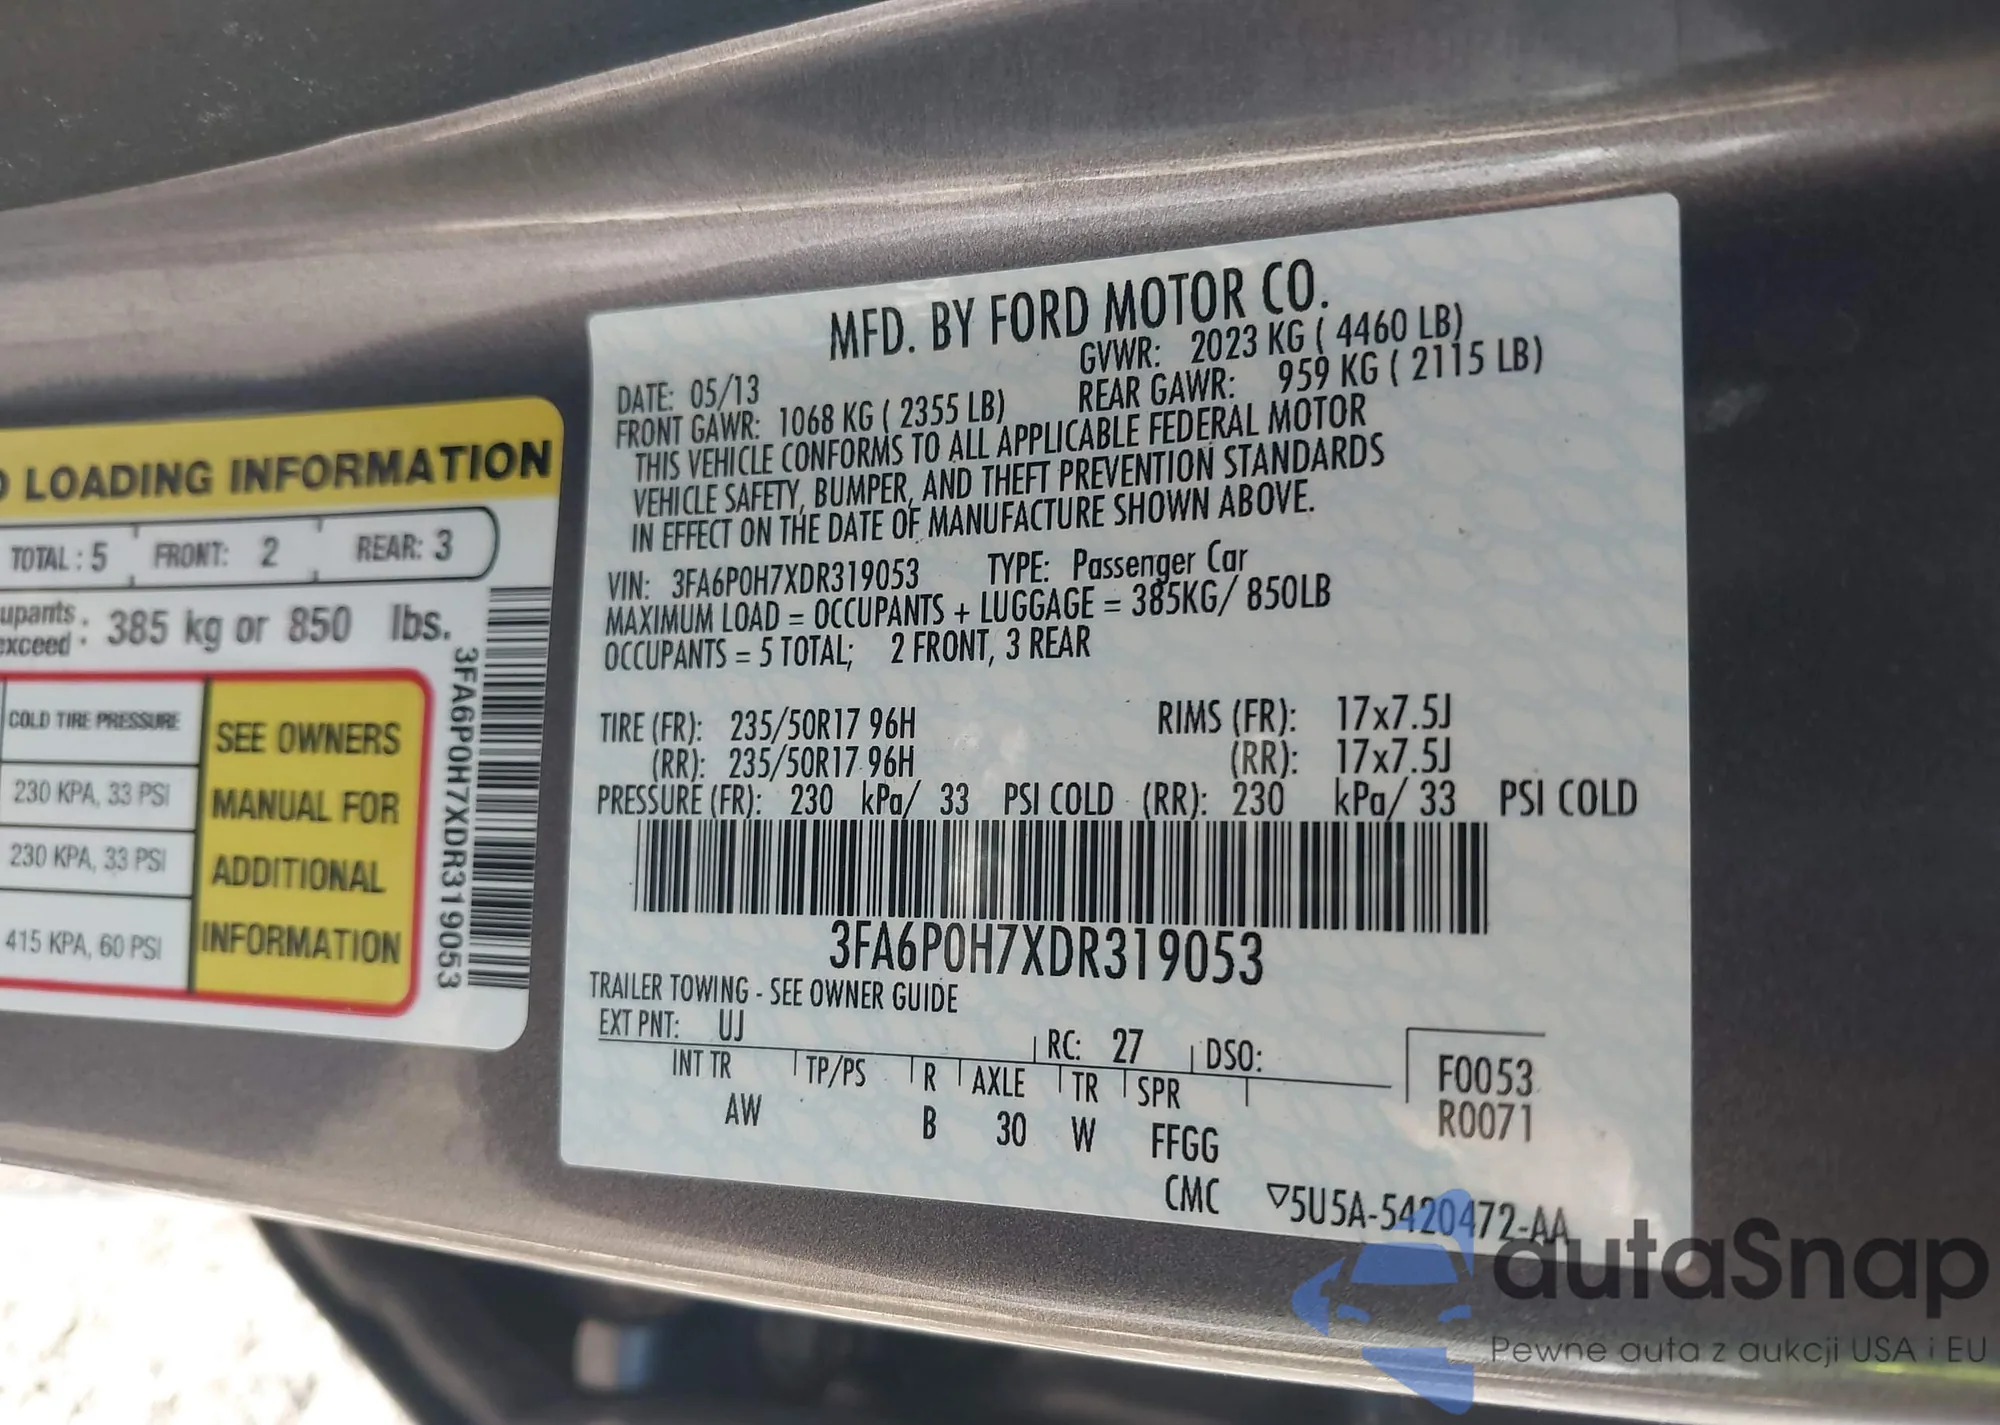 LOADING INFORMATION
TOTAL : 5 FRONT: 2 REAR: 3
385 kg or 850 lbs.
COLD TIRE PRESSURE
230 KPA, 33 PSI
230 KPA, 33 PSI
415 KPA, 60 PSI
SEE OWNERS
MANUAL FOR
ADDITIONAL
INFORMATION
3FA6P0H7XDR319053
MFD. BY FORD MOTOR CO.
DATE: 05/13 GVWR: 2023 KG ( 4460 LB)
FRONT GAWR: 1068 KG ( 2355 LB) REAR GAWR: 959 KG ( 2115 LB)
THIS VEHICLE CONFORMS TO ALL APPLICABLE FEDERAL MOTOR
VEHICLE SAFETY, BUMPER, AND THEFT PREVENTION STANDARDS
IN EFFECT ON THE DATE OF MANUFACTURE SHOWN ABOVE.
VIN: 3FA6P0H7XDR319053 TYPE: Passenger Car
MAXIMUM LOAD = OCCUPANTS + LUGGAGE = 385KG/ 850LB
OCCUPANTS = 5 TOTAL; 2 FRONT, 3 REAR
TIRE (FR): 235/50R17 96H RIMS (FR): 17x7.5J
(RR): 235/50R17 96H (RR): 17x7.5J
PRESSURE (FR): 230 kPa/ 33 PSI COLD (RR): 230 kPa/ 33 PSI COLD
3FA6P0H7XDR319053
TRAILER TOWING - SEE OWNER GUIDE
EXT PNT: UJ RC: 27 DSO:
INT TR TP/PS R AXLE TR SPR
AW B 30 W FFGG
F0053
R0071
CMC ▽5U5A-5420472-AA
autaSnap
Pewne auta z aukcji USA i EU